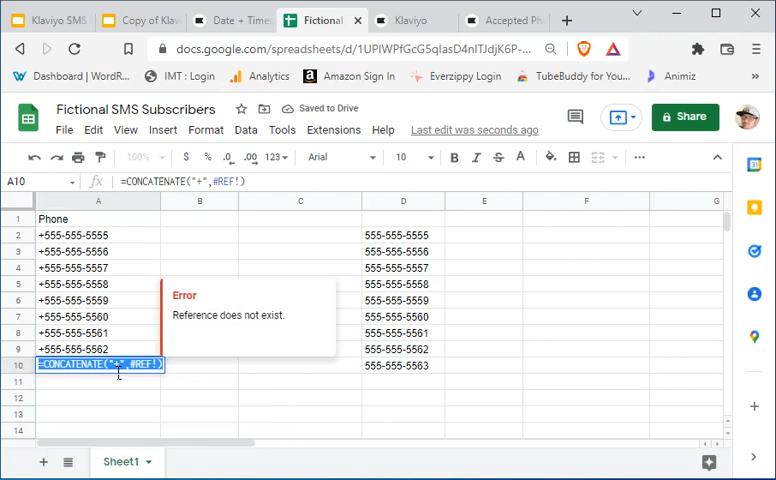 Klaviyo SMS
Copy of Klavi
Date + Time
Fictional
Klaviyo
Accepted Ph
docs.google.com/spreadsheets/d/1UPIWPfGcG5qIasD4nITJdjK6P-...
Dashboard | WordP...
IMT : Login
Analytics
Amazon Sign In
Everzippy Login
TubeBuddy for You...
Animiz
Fictional SMS Subscribers
Saved to Drive
File Edit View Insert Format Data Tools Extensions Help Last edit was seconds ago
Share
100% $ % .0 .00 123 Arial 10 B I S A
A10 fx =CONCATENATE("+",#REF!)
A B C D E F G
1 Phone
2 +555-555-5555 555-555-5555
3 +555-555-5556 555-555-5556
4 +555-555-5557 555-555-5557
5 +555-555-5558 555-555-5558
6 +555-555-5559 555-555-5559
7 +555-555-5560 555-555-5560
8 +555-555-5561 555-555-5561
9 +555-555-5562 555-555-5562
10 =CONCATENATE("+",#REF!) 555-555-5563
Error
Reference does not exist.
11
12
13
14
Sheet1